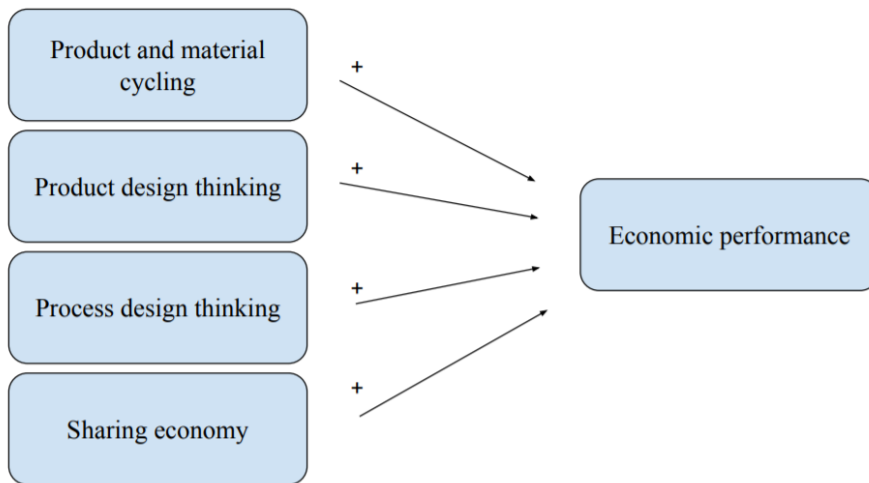 Product and material
cycling
+
Product design thinking
+
Economic performance
Process design thinking
+
Sharing economy
+